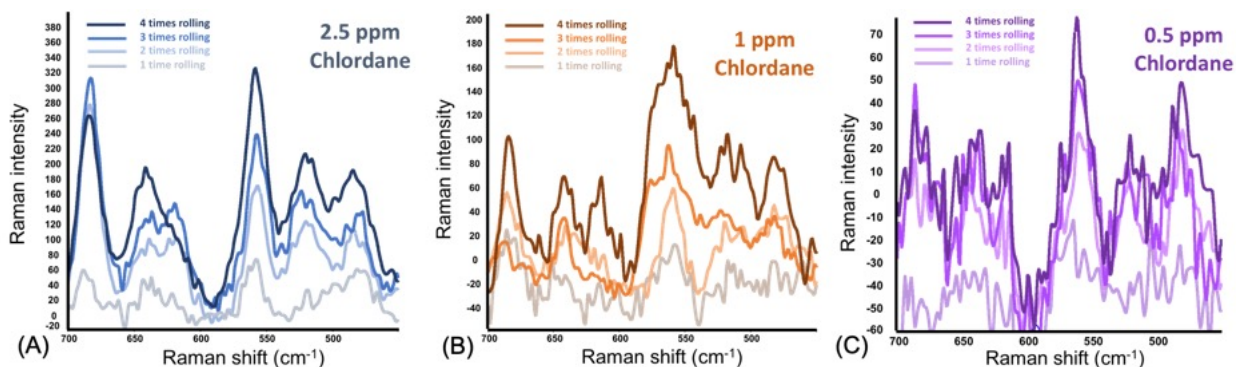 380
360
340
320
300
280
260
240
220
200
180
160
140
120
100
80
60
40
20
0
-20
Raman intensity
4 times rolling
3 times rolling
2 times rolling
1 time rolling
2.5 ppm
Chlordane
700
650
600
550
500
(A)
Raman shift (cm-1)
200
180
160
140
120
100
80
60
40
20
0
-20
-40
Raman intensity
4 times rolling
3 times rolling
2 times rolling
1 time rolling
1 ppm
Chlordane
700
650
600
550
500
(B)
Raman shift (cm-1)
70
60
50
40
30
20
10
0
-10
-20
-30
-40
-50
-60
Raman intensity
4 times rolling
3 times rolling
2 times rolling
1 time rolling
0.5 ppm
Chlordane
700
650
600
550
500
(C)
Raman shift (cm-1)